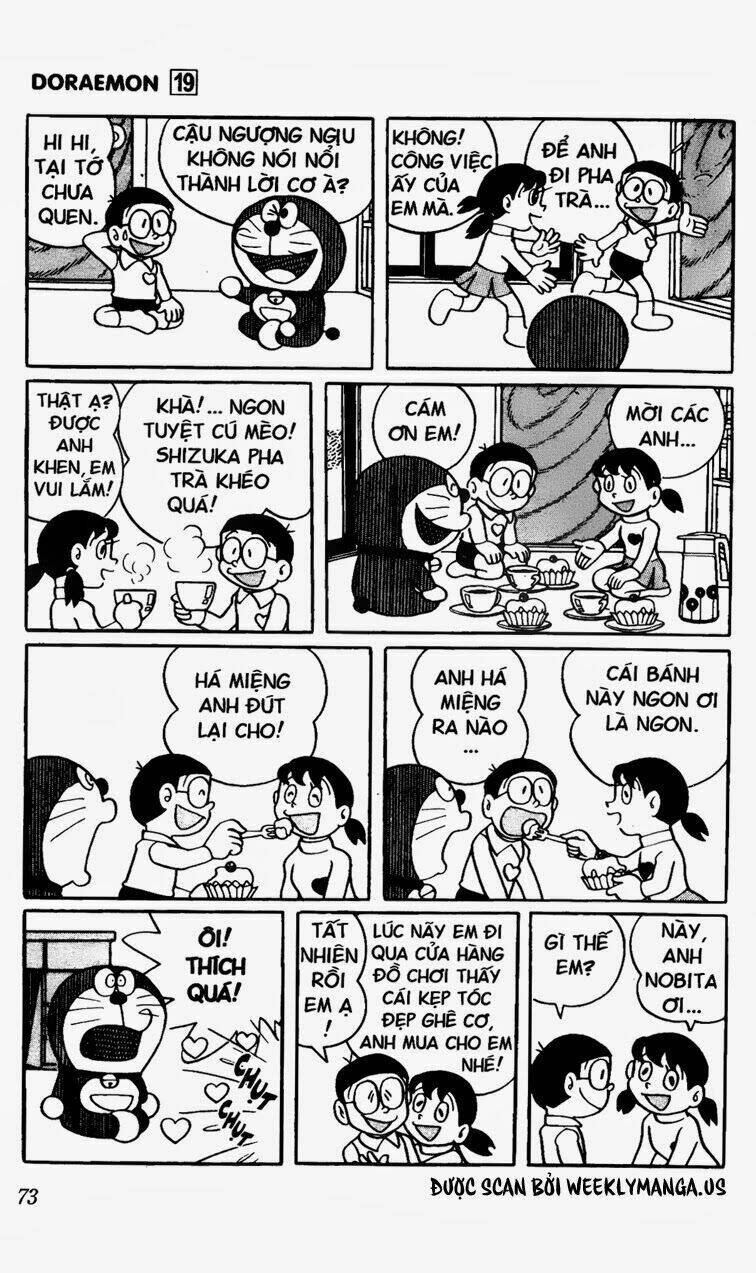 DORAEMON 19
ĐỂ ANH
ĐI PHA
TRÀ...
KHÔNG!
CÔNG VIỆC
ẤY CỦA
EM MÀ.
CẬU NGƯỢNG NGỊU
KHÔNG NÓI NỔI
THÀNH LỜI CƠ À?
HI HI,
TẠI TỚ
CHƯA
QUEN.
MỜI CÁC
ANH...
CÁM
ƠN EM!
KHÀ!... NGON
TUYỆT CÚ MÈO!
SHIZUKA PHA
TRÀ KHÉO
QUÁ!
THẬT Ạ?
ĐƯỢC
ANH
KHEN, EM
VUI LẮM!
CÁI BÁNH
NÀY NGON ƠI
LÀ NGON.
ANH HÁ
MIỆNG
RA NÀO
...
HÁ MIỆNG
ANH ĐÚT
LẠI CHO!
NÀY,
ANH
NOBITA
ƠI...
GÌ THẾ
EM?
LÚC NÃY EM ĐI
QUA CỬA HÀNG
ĐỒ CHƠI THẤY
CÁI KẸP TÓC
ĐẸP GHÊ CƠ,
ANH MUA CHO EM
NHÉ!
TẤT
NHIÊN
RỒI
EM Ạ
!
ÔI!
THÍCH
QUÁ!
CHỤT
CHỤT
73
ĐƯỢC SCAN BỞI WEEKLYMANGA.US